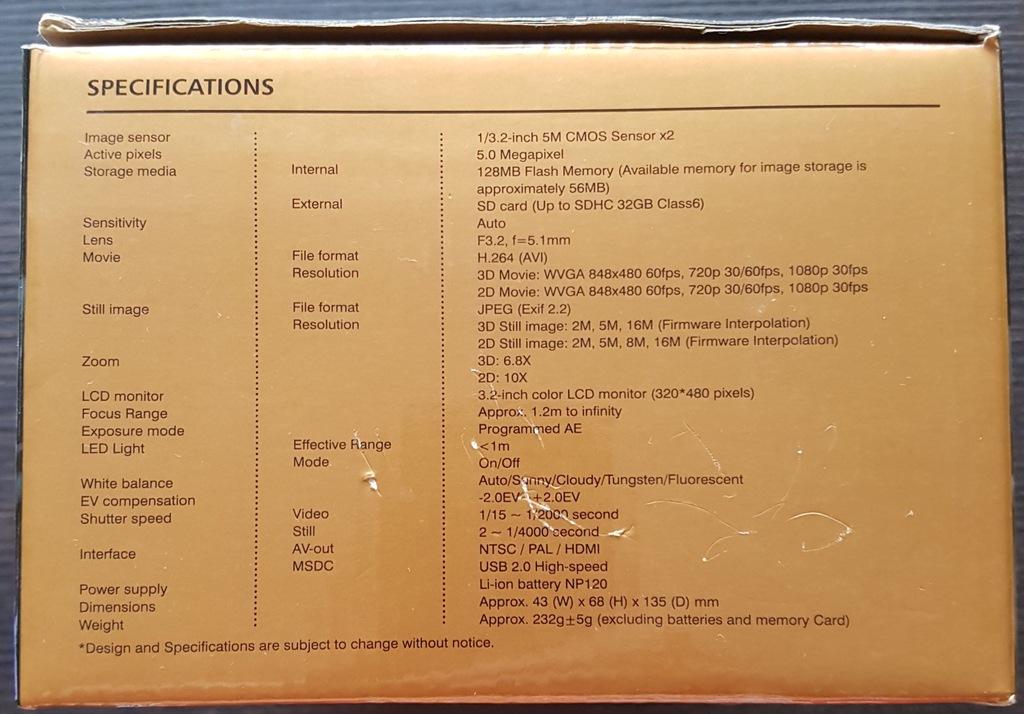 SPECIFICATIONS
Image sensor 1/3.2-inch 5M CMOS Sensor x2
Active pixels 5.0 Megapixel
Storage media Internal 128MB Flash Memory (Available memory for image storage is
approximately 56MB)
External SD card (Up to SDHC 32GB Class6)
Sensitivity Auto
Lens F3.2, f=5.1mm
Movie File format H.264 (AVI)
Resolution 3D Movie: WVGA 848x480 60fps, 720p 30/60fps, 1080p 30fps
2D Movie: WVGA 848x480 60fps, 720p 30/60fps, 1080p 30fps
Still image File format JPEG (Exif 2.2)
Resolution 3D Still image: 2M, 5M, 16M (Firmware Interpolation)
2D Still image: 2M, 5M, 8M, 16M (Firmware Interpolation)
Zoom 3D: 6.8X
2D: 10X
LCD monitor 3.2-inch color LCD monitor (320*480 pixels)
Focus Range Approx. 1.2m to infinity
Exposure mode Programmed AE
LED Light Effective Range <1m
Mode On/Off
White balance Auto/Sunny/Cloudy/Tungsten/Fluorescent
EV compensation -2.0EV~+2.0EV
Shutter speed Video 1/15 ~ 1/2000 second
Still 2 ~ 1/4000 second
Interface AV-out NTSC / PAL / HDMI
MSDC USB 2.0 High-speed
Power supply Li-ion battery NP120
Dimensions Approx. 43 (W) x 68 (H) x 135 (D) mm
Weight Approx. 232g±5g (excluding batteries and memory Card)
*Design and Specifications are subject to change without notice.